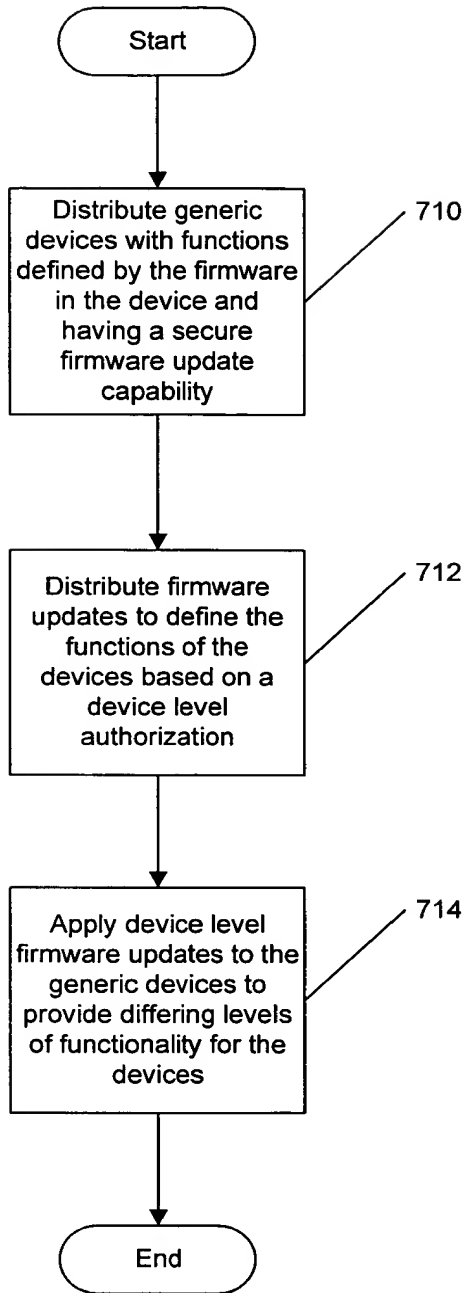 Start
Distribute generic
devices with functions
defined by the firmware
in the device and
having a secure
firmware update
capability
710
Distribute firmware
updates to define the
functions of the
devices based on a
device level
authorization
712
Apply device level
firmware updates to the
generic devices to
provide differing levels
of functionality for the
devices
714
End